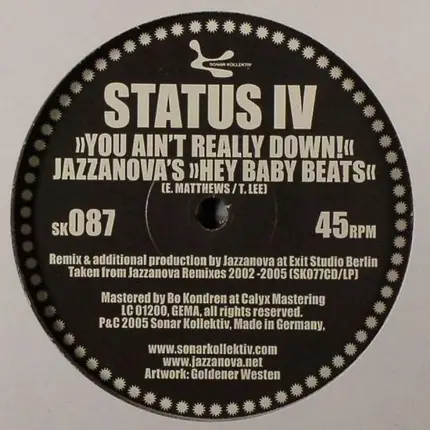 SONAR KOLLEKTIV
STATUS IV
»YOU AIN'T REALLY DOWN!«
JAZZANOVA'S »HEY BABY BEATS«
(E. MATTHEWS / T. LEE)
SK087
45RPM
Remix & additional production by Jazzanova at Exit Studio Berlin
Taken from Jazzanova Remixes 2002 -2005 (SK077CD/LP)
Mastered by Bo Kondren at Calyx Mastering
LC 01200, GEMA, all rights reserved.
P&C 2005 Sonar Kollektiv, Made in Germany,
www.sonarkollektiv.com
www.jazzanova.net
Artwork: Goldener Westen